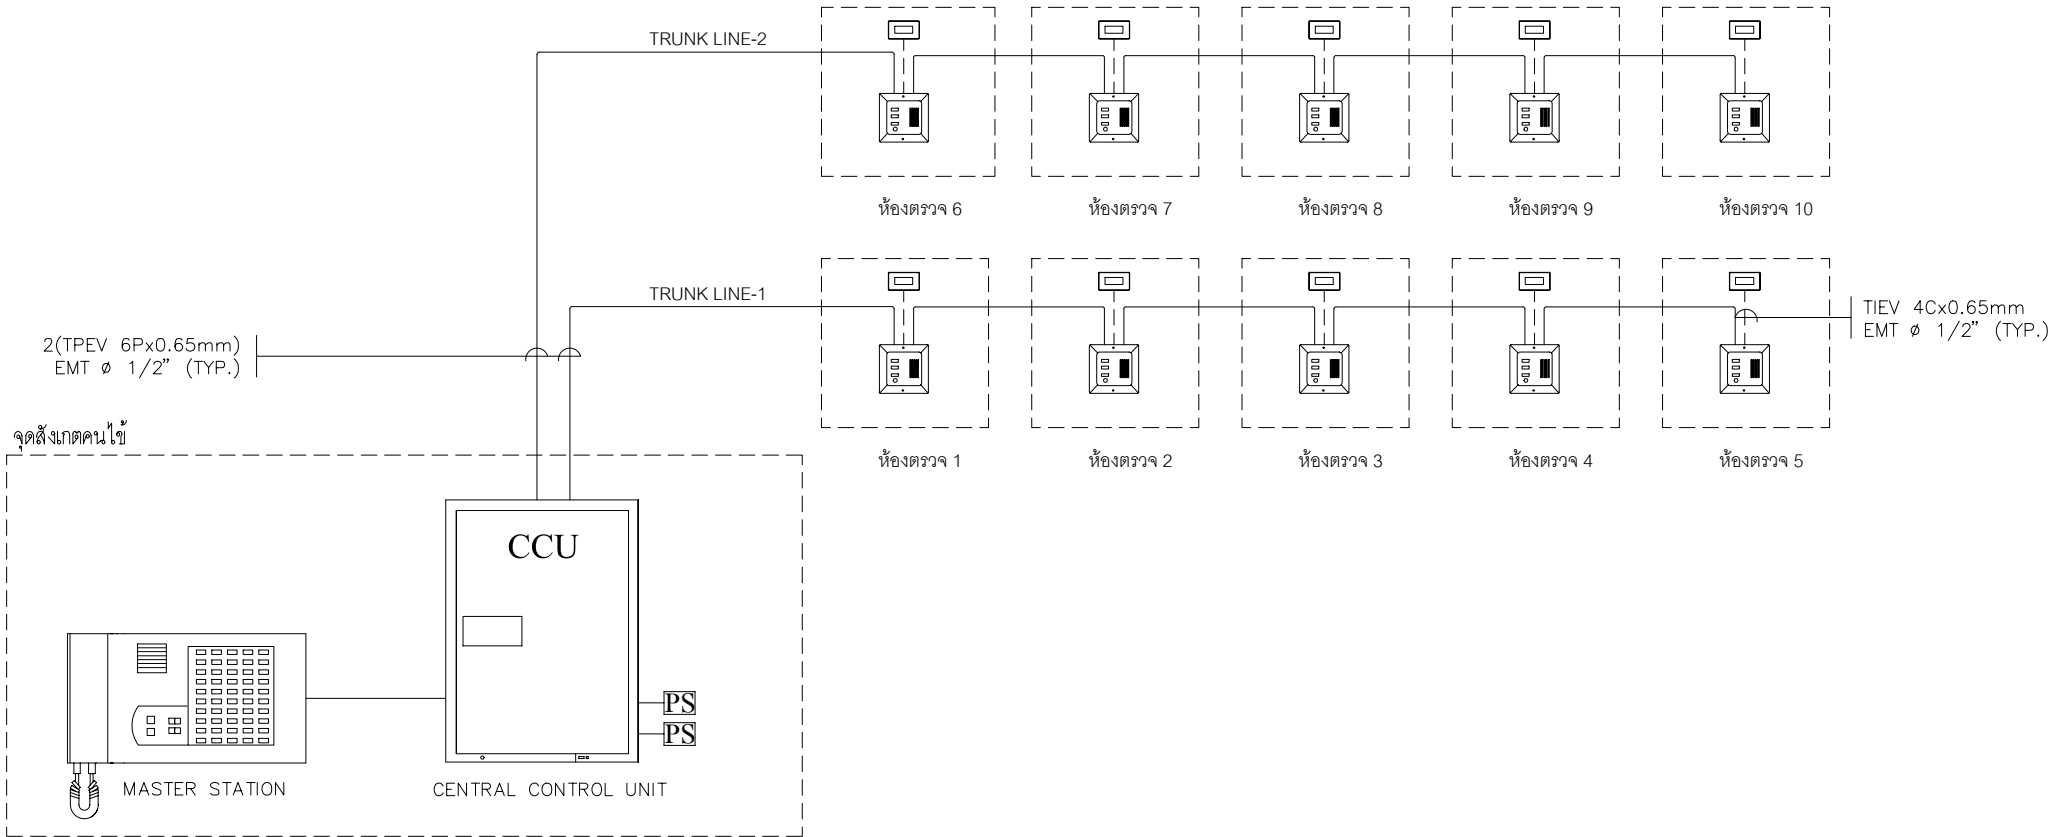 TRUNK LINE-2
ห้องตรวจ 6
ห้องตรวจ 7
ห้องตรวจ 8
ห้องตรวจ 9
ห้องตรวจ 10
TRUNK LINE-1
TIEV 4Cx0.65mm
EMT ø 1/2" (TYP.)
2(TPEV 6Px0.65mm)
EMT ø 1/2" (TYP.)
ห้องตรวจ 1
ห้องตรวจ 2
ห้องตรวจ 3
ห้องตรวจ 4
ห้องตรวจ 5
จุดสังเกตคนไข้
CCU
PS
PS
MASTER STATION
CENTRAL CONTROL UNIT